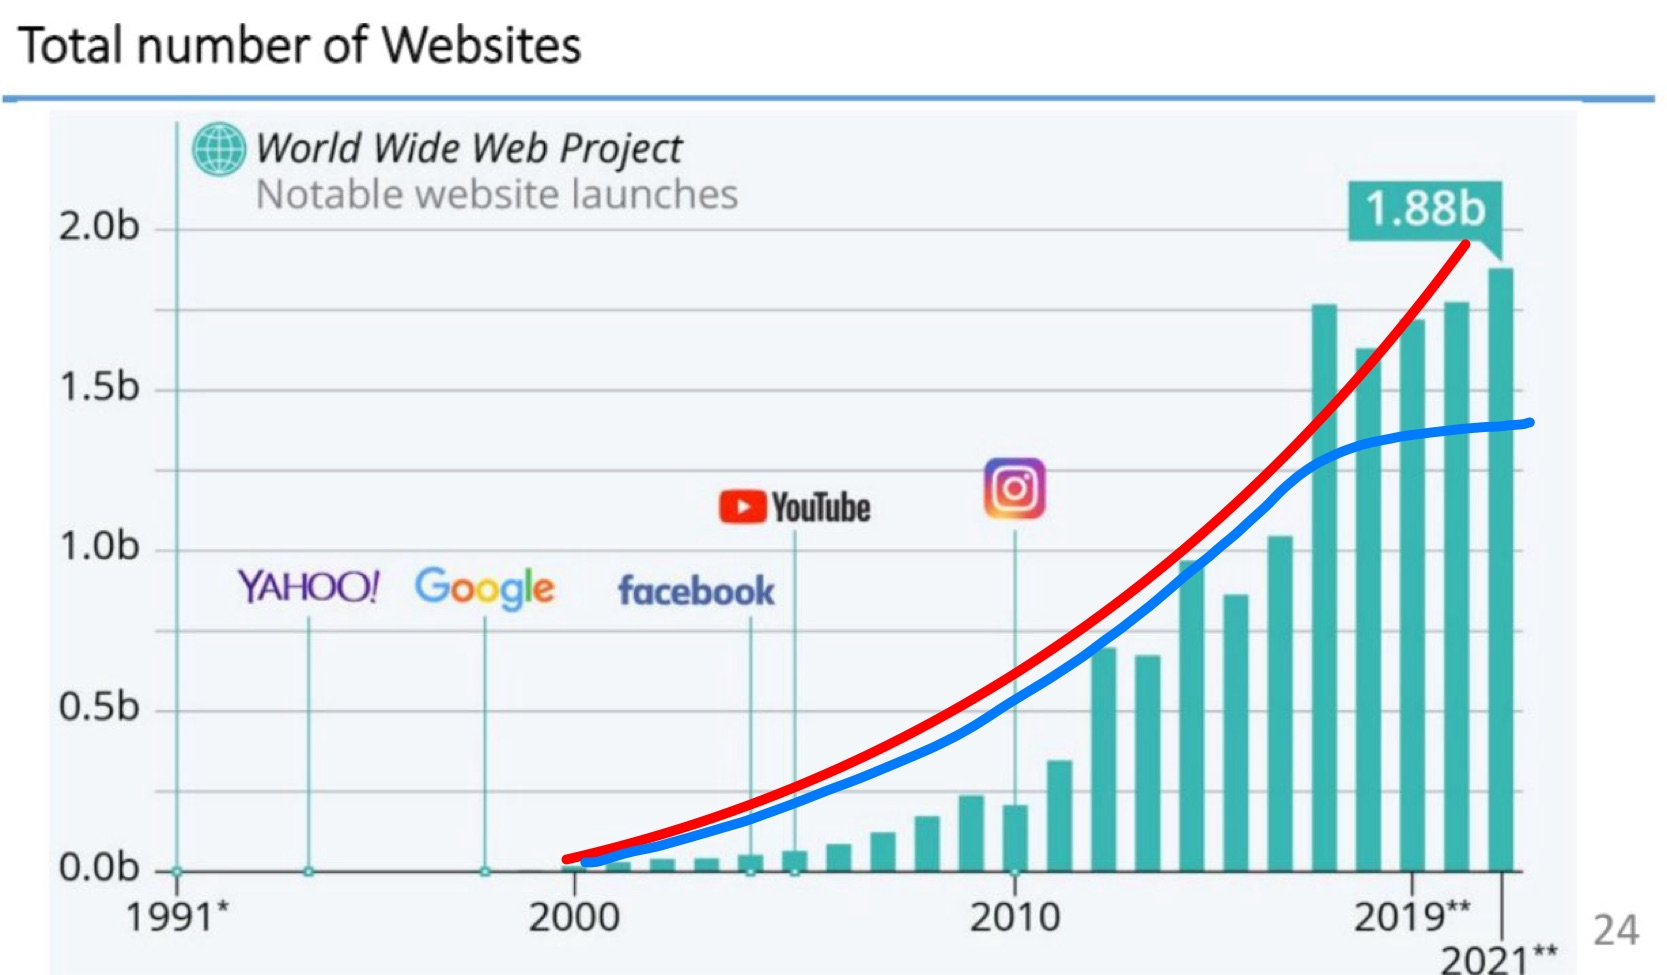 Total number of Websites
World Wide Web Project
Notable website launches
2.0b
1.88b
1.5b
YouTube
1.0b
YAHOO! Google facebook
0.5b
0.0b
1991* 2000 2010 2019**
2021**
24